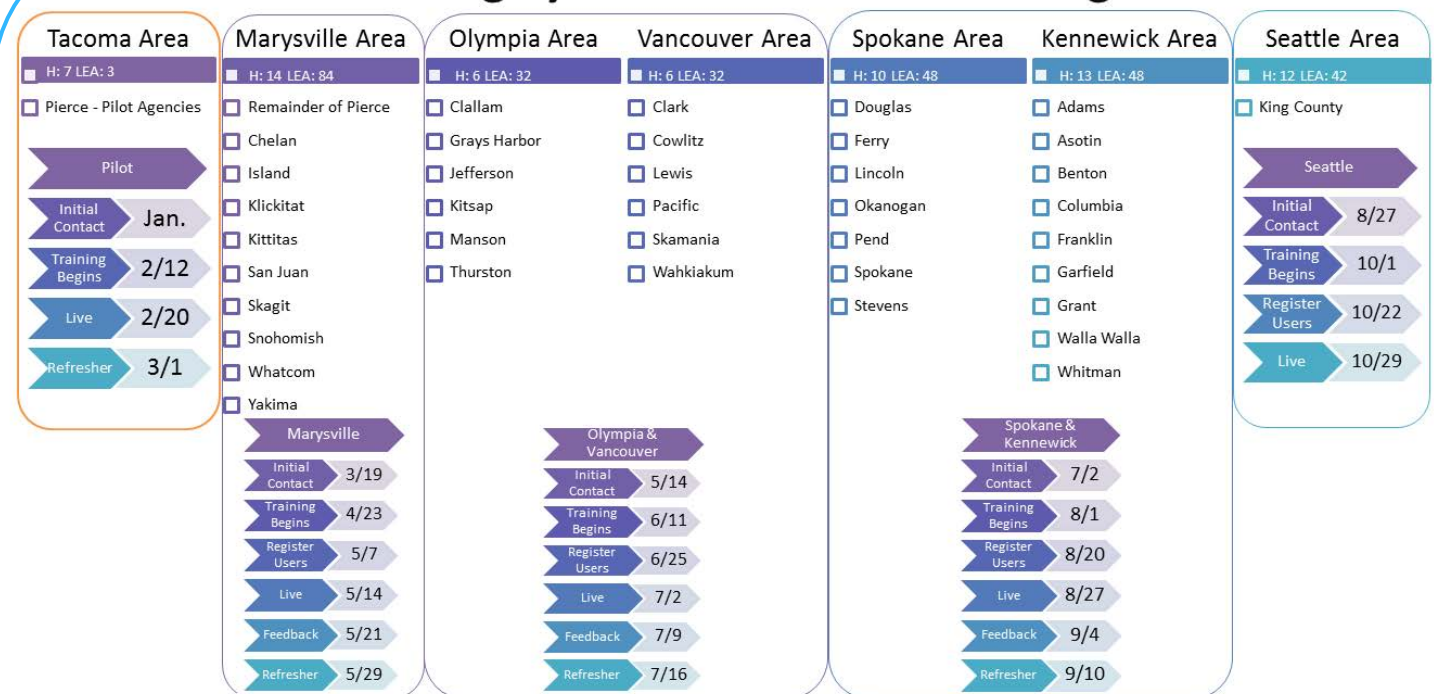 Tacoma Area
H: 7 LEA: 3
Pierce - Pilot Agencies
Pilot
Initial
Contact
Jan.
Training
Begins
2/12
Live
2/20
Refresher
3/1
Marysville Area
H: 14 LEA: 84
Remainder of Pierce
Chelan
Island
Klickitat
Kittitas
San Juan
Skagit
Snohomish
Whatcom
Yakima
Marysville
Initial
Contact
3/19
Training
Begins
4/23
Register
Users
5/7
Live
5/14
Feedback
5/21
Refresher
5/29
Olympia Area
H: 6 LEA: 32
Clallam
Grays Harbor
Jefferson
Kitsap
Manson
Thurston
Vancouver Area
H: 6 LEA: 32
Clark
Cowlitz
Lewis
Pacific
Skamania
Wahkiakum
Olympia &
Vancouver
Initial
Contact
5/14
Training
Begins
6/11
Register
Users
6/25
Live
7/2
Feedback
7/9
Refresher
7/16
Spokane Area
H: 10 LEA: 48
Douglas
Ferry
Lincoln
Okanogan
Pend
Spokane
Stevens
Kennewick Area
H: 13 LEA: 48
Adams
Asotin
Benton
Columbia
Franklin
Garfield
Grant
Walla Walla
Whitman
Spokane &
Kennewick
Initial
Contact
7/2
Training
Begins
8/1
Register
Users
8/20
Live
8/27
Feedback
9/4
Refresher
9/10
Seattle Area
H: 12 LEA: 42
King County
Seattle
Initial
Contact
8/27
Training
Begins
10/1
Register
Users
10/22
Live
10/29